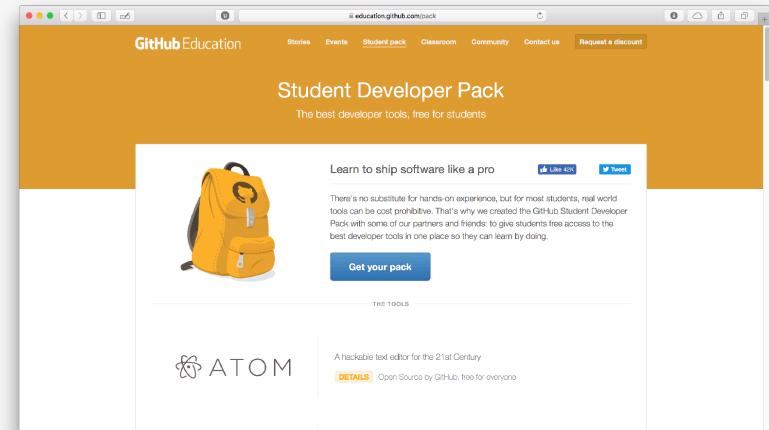 education.github.com/pack
GitHub Education
Stories Events Student pack Classroom Community Contact us Request a discount
Student Developer Pack
The best developer tools, free for students
Learn to ship software like a pro
Like 42K
Tweet
There's no substitute for hands-on experience, but for most students, real world
tools can be cost prohibitive. That's why we created the GitHub Student Developer
Pack with some of our partners and friends: to give students free access to the
best developer tools in one place so they can learn by doing.
Get your pack
THE TOOLS
ATOM
A hackable text editor for the 21st Century
DETAILS Open Source by GitHub, free for everyone